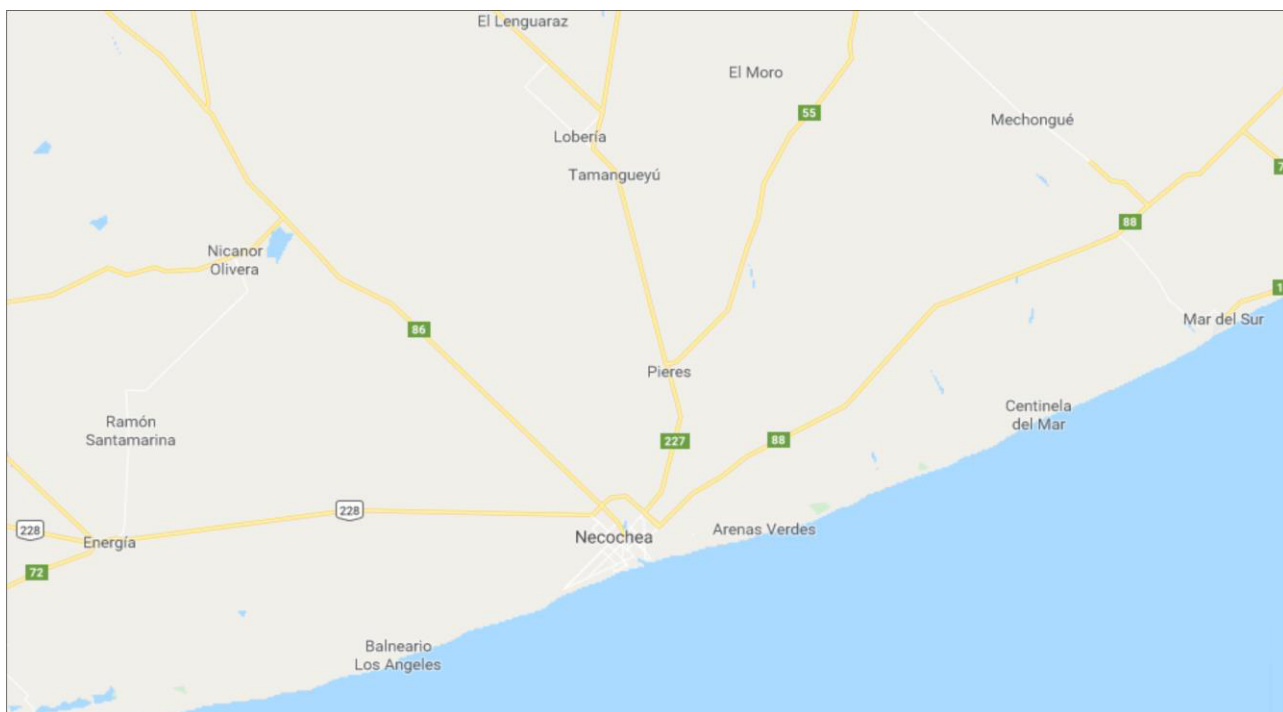 El Lenguaraz
El Moro
55
Mechongué
Lobería
Tamangueyú
7
88
Nicanor
Olivera
1
Mar del Sur
86
Pieres
Centinela
del Mar
Ramón
Santamarina
227
88
228
228
Necochea
Arenas Verdes
Energía
72
Balneario
Los Angeles